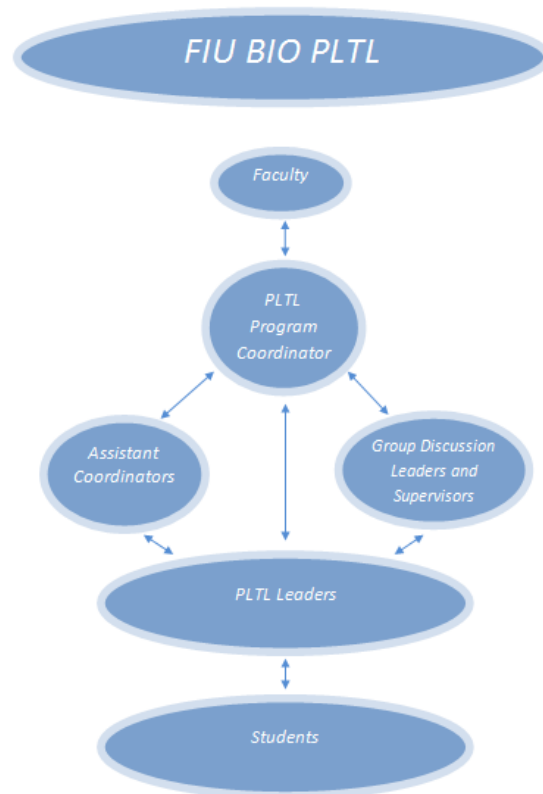 FIU BIO PLTL
Faculty
PLTL
Program
Coordinator
Assistant
Coordinators
Group Discussion
Leaders and
Supervisors
PLTL Leaders
Students